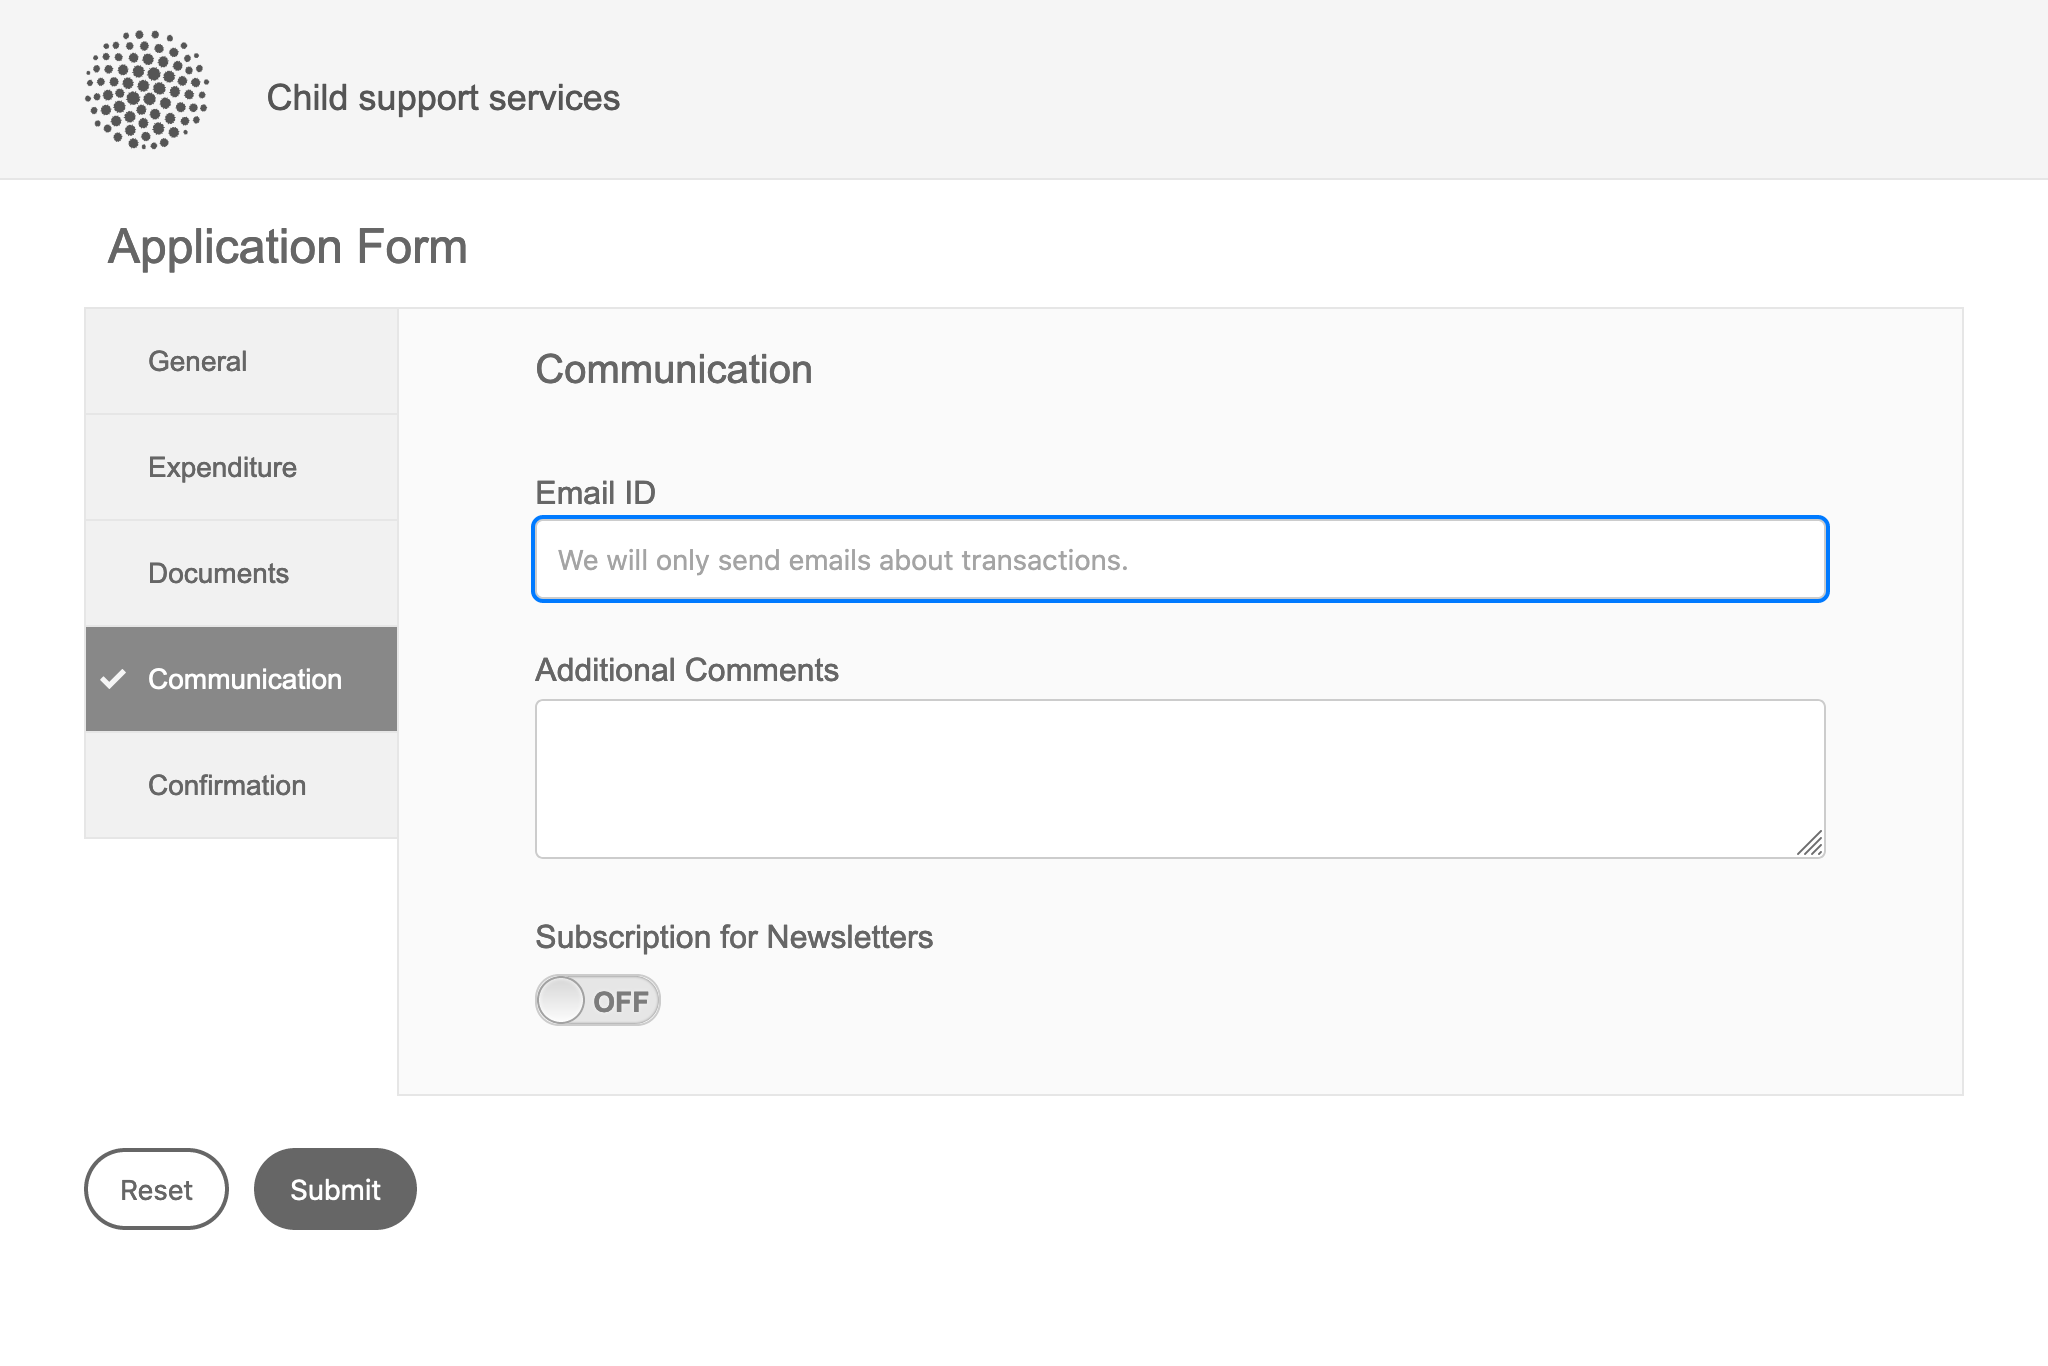 Child support services
Application Form
General
Expenditure
Documents
Communication
Confirmation
Communication
Email ID
We will only send emails about transactions.
Additional Comments
Subscription for Newsletters
OFF
Reset
Submit